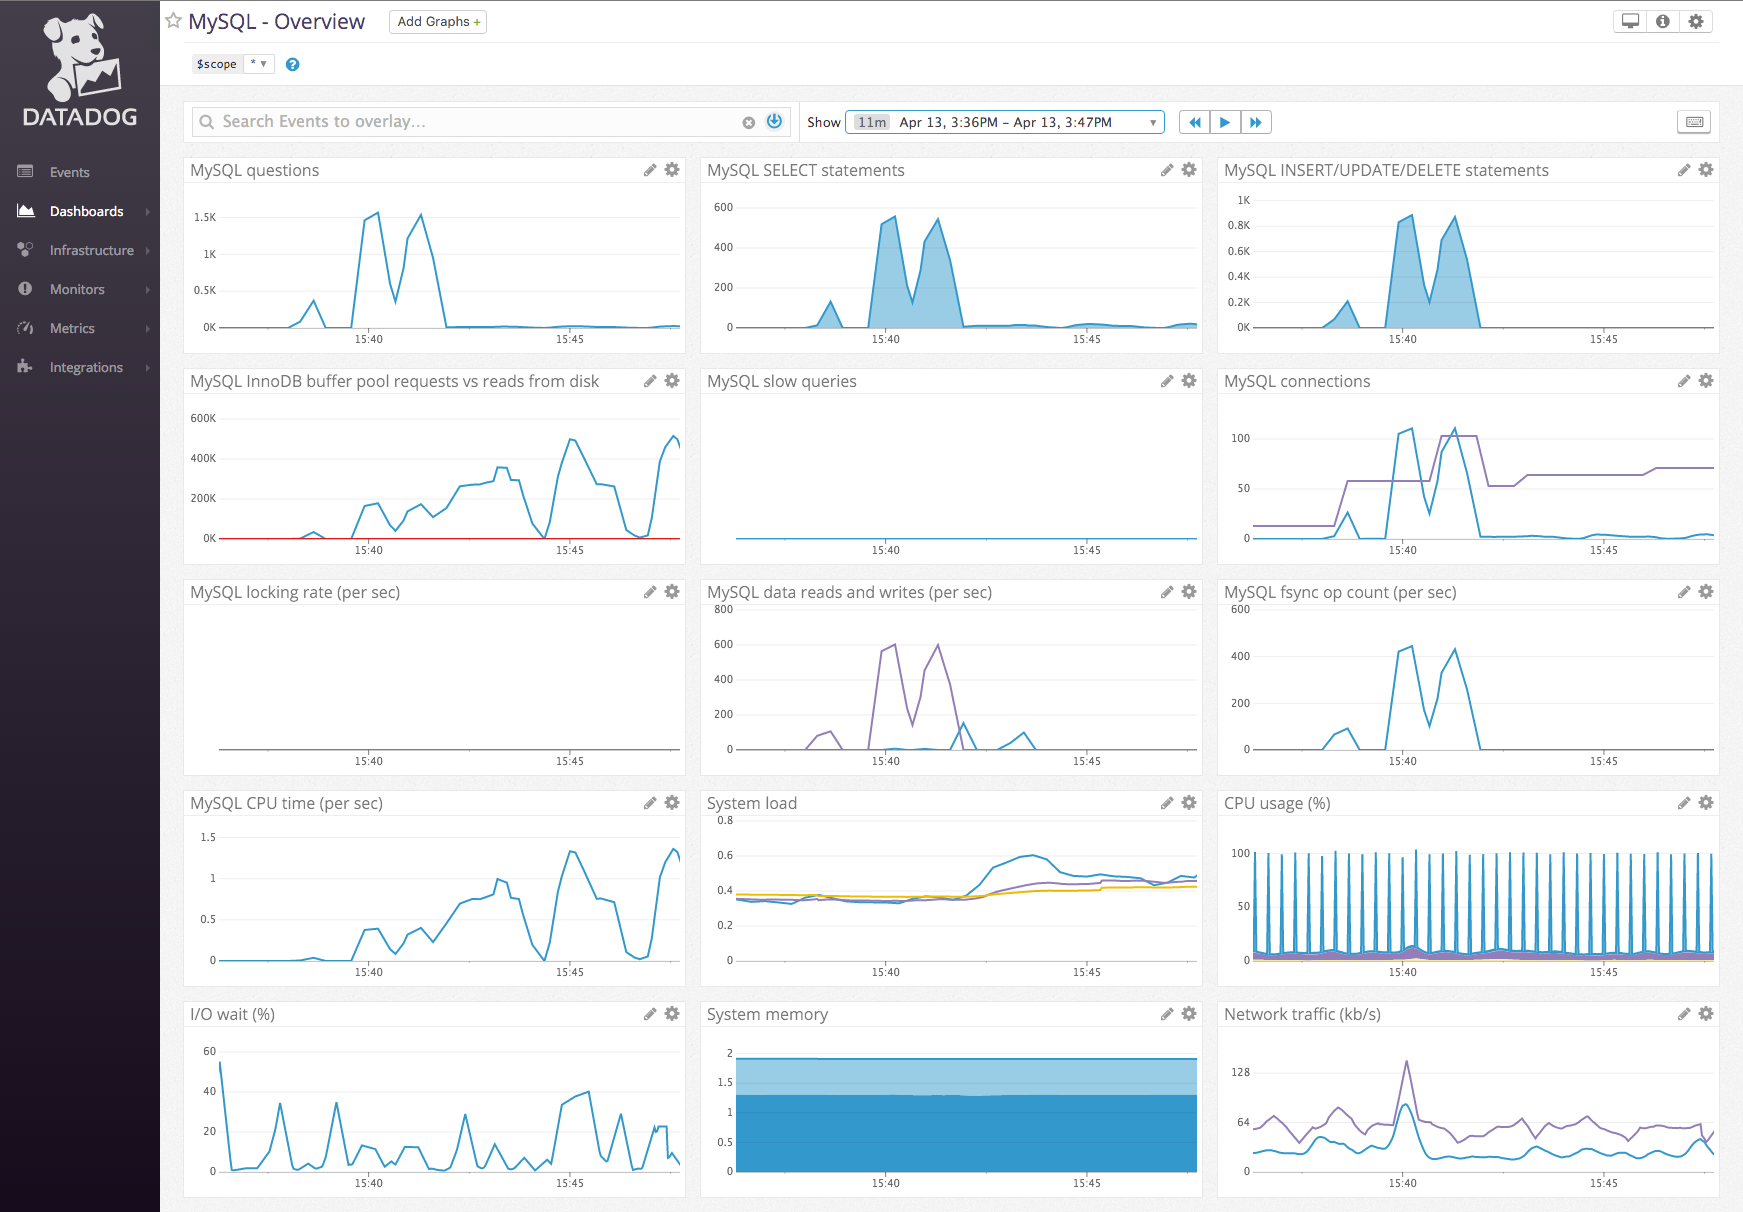 DATADOG
Events
Dashboards
Infrastructure
Monitors
Metrics
Integrations
MySQL - Overview
Add Graphs +
$scope * ▾ ?
Search Events to overlay...
Show 11m Apr 13, 3:36PM – Apr 13, 3:47PM
MySQL questions
1.5K
1K
0.5K
0K
15:40 15:45
MySQL SELECT statements
600
400
200
0
15:40 15:45
MySQL INSERT/UPDATE/DELETE statements
1K
0.8K
0.6K
0.4K
0.2K
0K
15:40 15:45
MySQL InnoDB buffer pool requests vs reads from disk
600K
400K
200K
0K
15:40 15:45
MySQL slow queries
15:40 15:45
MySQL connections
100
50
0
15:40 15:45
MySQL locking rate (per sec)
15:40 15:45
MySQL data reads and writes (per sec)
800
600
400
200
0
15:40 15:45
MySQL fsync op count (per sec)
600
400
200
0
15:40 15:45
MySQL CPU time (per sec)
1.5
1
0.5
0
15:40 15:45
System load
0.8
0.6
0.4
0.2
0
15:40 15:45
CPU usage (%)
100
50
0
15:40 15:45
I/O wait (%)
60
40
20
0
15:40 15:45
System memory
2
1.5
1
0.5
0
15:40 15:45
Network traffic (kb/s)
128
64
0
15:40 15:45